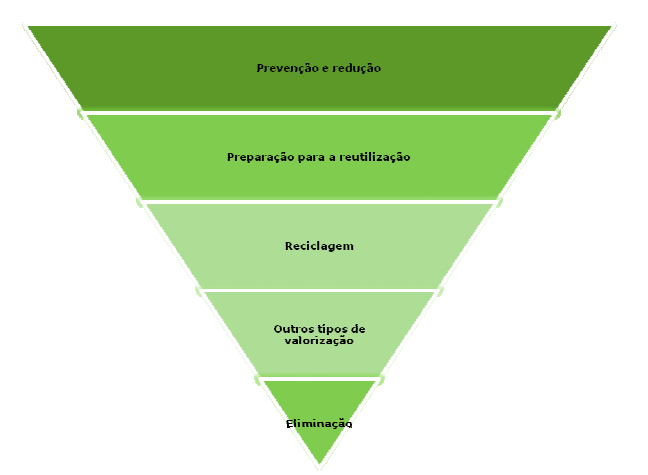 Prevenção e redução
Preparação para a reutilização
Reciclagem
Outros tipos de
valorização
Eliminação